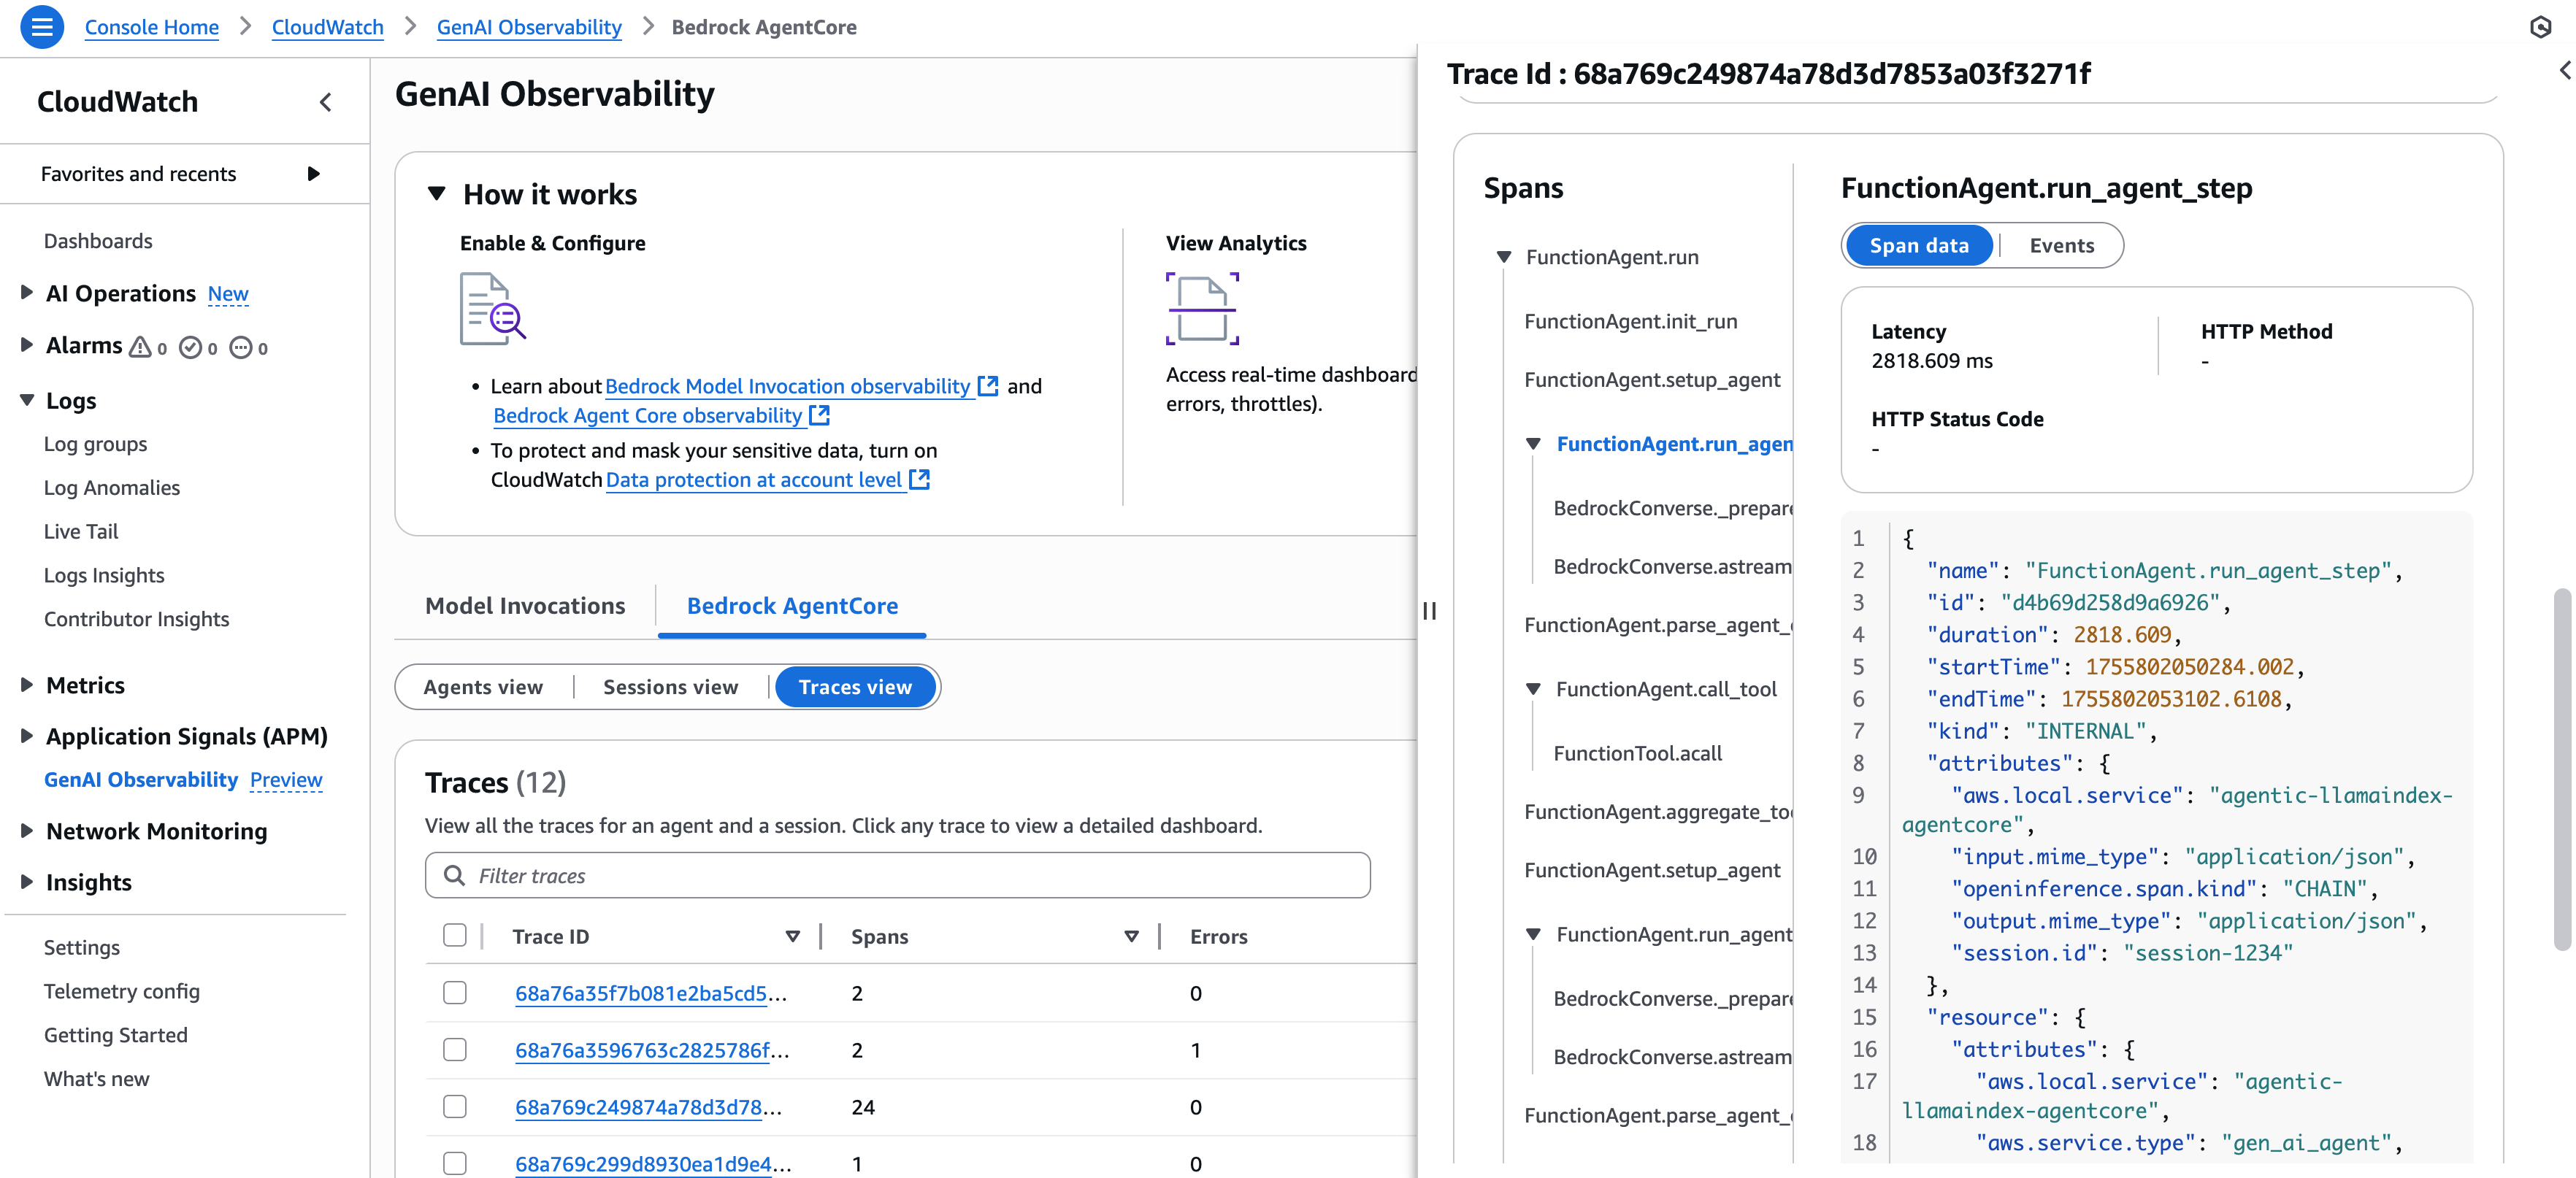 Console Home > CloudWatch > GenAI Observability > Bedrock AgentCore
CloudWatch
Favorites and recents
Dashboards
AI Operations New
Alarms 0 0 0
Logs
Log groups
Log Anomalies
Live Tail
Logs Insights
Contributor Insights
Metrics
Application Signals (APM)
GenAI Observability Preview
Network Monitoring
Insights
Settings
Telemetry config
Getting Started
What's new
GenAI Observability
How it works
Enable & Configure
• Learn about Bedrock Model Invocation observability and
Bedrock Agent Core observability
• To protect and mask your sensitive data, turn on
CloudWatch Data protection at account level
View Analytics
Access real-time dashboard
errors, throttles).
Model Invocations
Bedrock AgentCore
Agents view
Sessions view
Traces view
Traces (12)
View all the traces for an agent and a session. Click any trace to view a detailed dashboard.
Filter traces
Trace ID Spans Errors
68a76a35f7b081e2ba5cd5... 2 0
68a76a3596763c2825786f... 2 1
68a769c249874a78d3d78... 24 0
68a769c299d8930ea1d9e4... 1 0
Trace Id : 68a769c249874a78d3d7853a03f3271f
Spans
FunctionAgent.run
FunctionAgent.init_run
FunctionAgent.setup_agent
FunctionAgent.run_agen
BedrockConverse._prepare
BedrockConverse.astream
FunctionAgent.parse_agent_
FunctionAgent.call_tool
FunctionTool.acall
FunctionAgent.aggregate_too
FunctionAgent.setup_agent
FunctionAgent.run_agent
BedrockConverse._prepare
BedrockConverse.astream
FunctionAgent.parse_agent_
FunctionAgent.run_agent_step
Span data
Events
Latency
2818.609 ms
HTTP Method
-
HTTP Status Code
-
1 {
2 "name": "FunctionAgent.run_agent_step",
3 "id": "d4b69d258d9a6926",
4 "duration": 2818.609,
5 "startTime": 1755802050284.002,
6 "endTime": 1755802053102.6108,
7 "kind": "INTERNAL",
8 "attributes": {
9 "aws.local.service": "agentic-llamaindex-
agentcore",
10 "input.mime_type": "application/json",
11 "openinference.span.kind": "CHAIN",
12 "output.mime_type": "application/json",
13 "session.id": "session-1234"
14 },
15 "resource": {
16 "attributes": {
17 "aws.local.service": "agentic-
llamaindex-agentcore",
18 "aws.service.type": "gen_ai_agent",